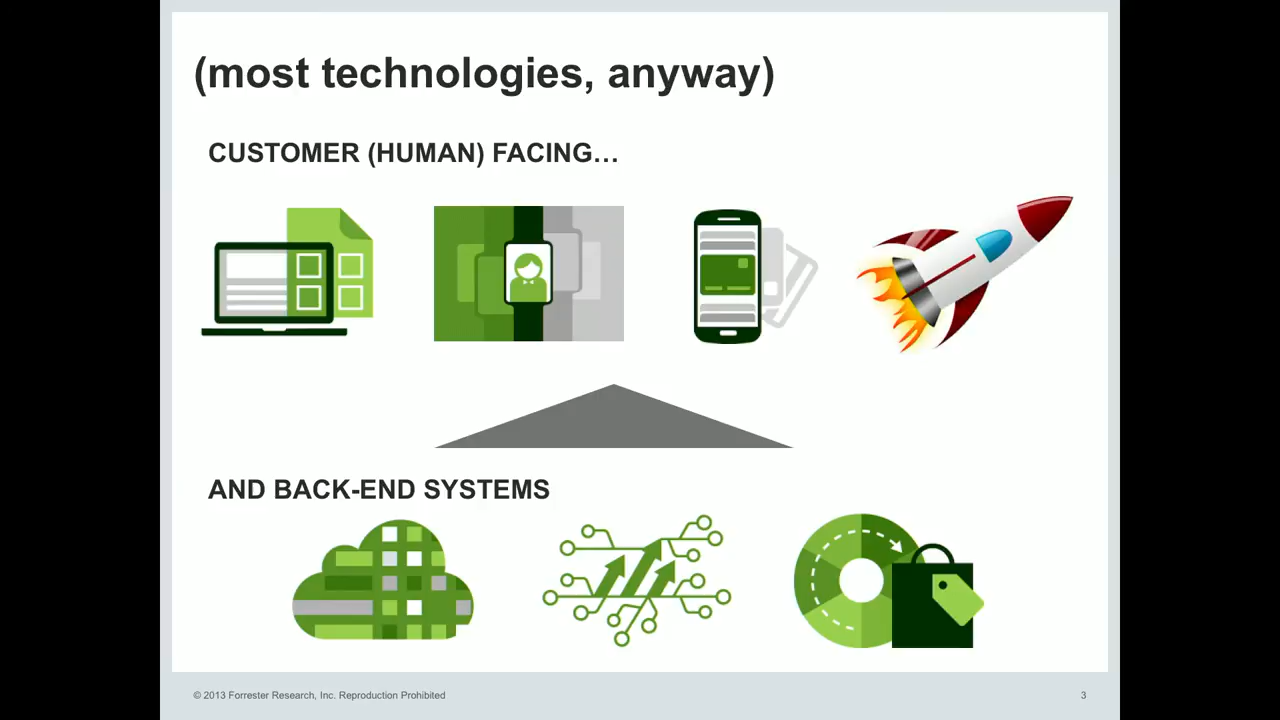 (most technologies, anyway)
CUSTOMER (HUMAN) FACING…
AND BACK-END SYSTEMS
© 2013 Forrester Research, Inc. Reproduction Prohibited
3